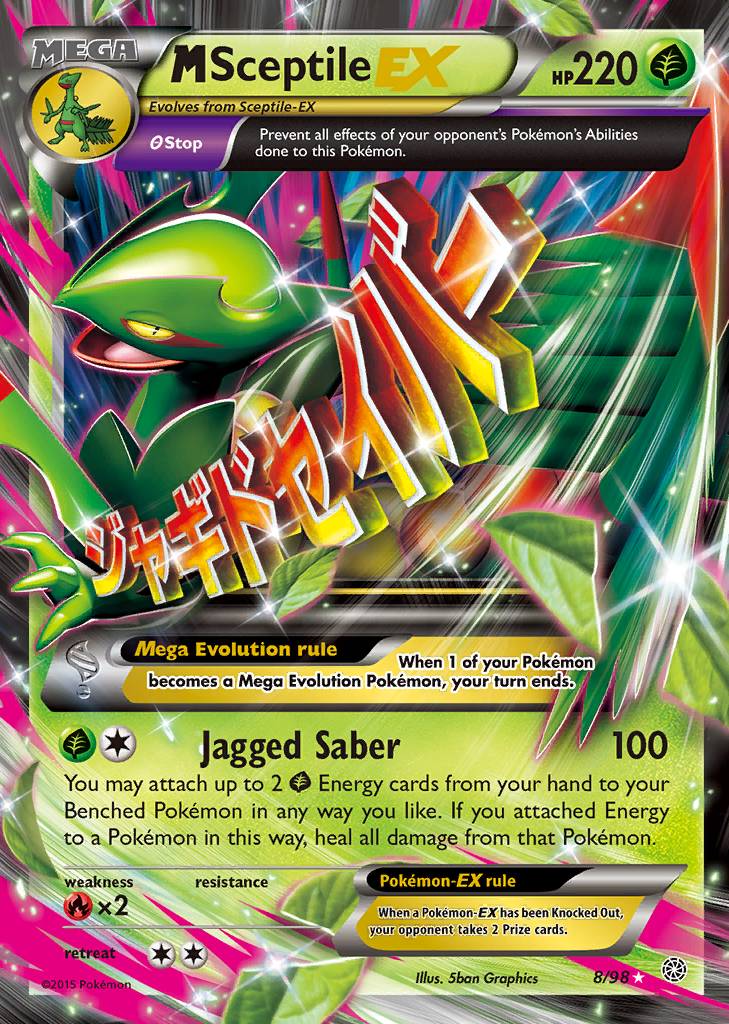 MEGA
MSceptileEX
HP220
Evolves from Sceptile-EX
θStop
Prevent all effects of your opponent's Pokémon's Abilities
done to this Pokémon.
ジャギドセイバー
Mega Evolution rule
When 1 of your Pokémon
becomes a Mega Evolution Pokémon, your turn ends.
Jagged Saber 100
You may attach up to 2 Energy cards from your hand to your
Benched Pokémon in any way you like. If you attached Energy
to a Pokémon in this way, heal all damage from that Pokémon.
weakness resistance
×2
Pokémon-EX rule
When a Pokémon-EX has been Knocked Out,
your opponent takes 2 Prize cards.
retreat
©2015 Pokémon
Illus. 5ban Graphics
8/98